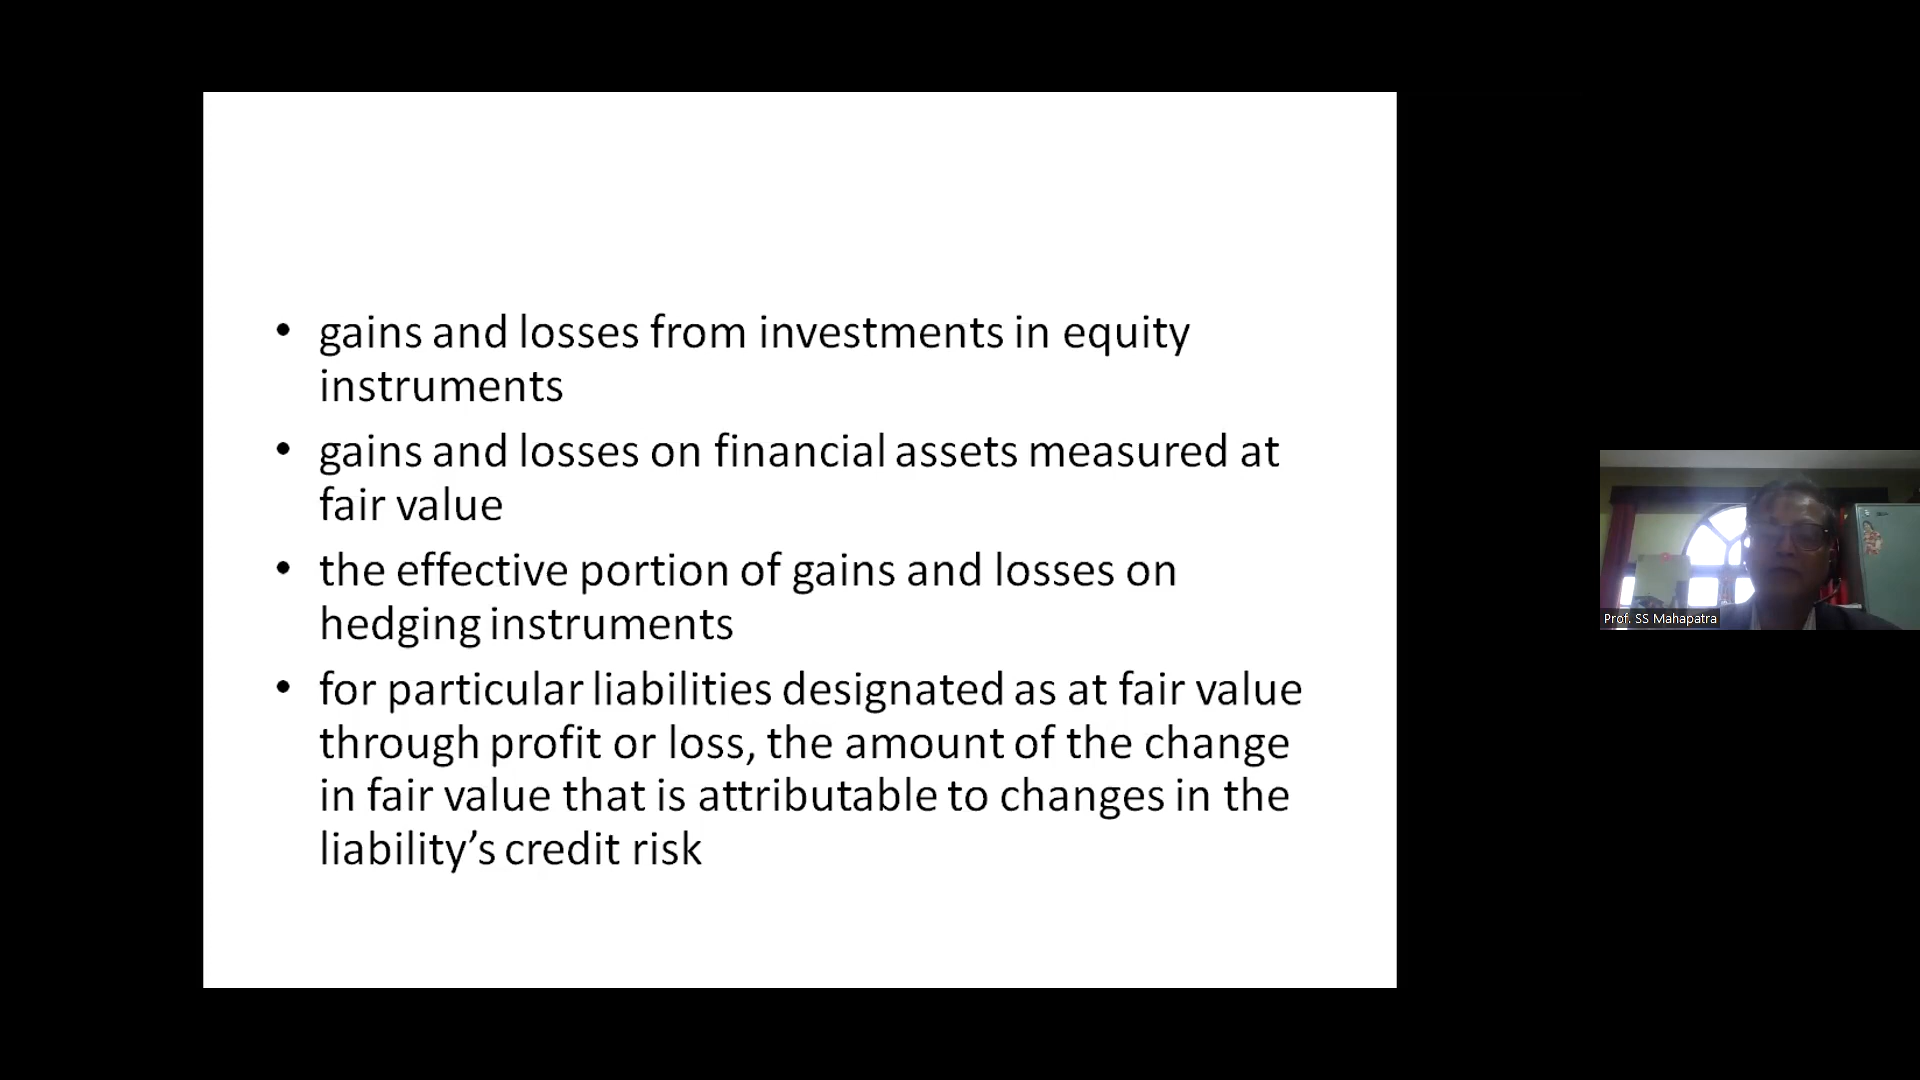 • gains and losses from investments in equity
instruments
• gains and losses on financial assets measured at
fair value
• the effective portion of gains and losses on
hedging instruments
• for particular liabilities designated as at fair value
through profit or loss, the amount of the change
in fair value that is attributable to changes in the
liability’s credit risk
Prof. SS Mahapatra